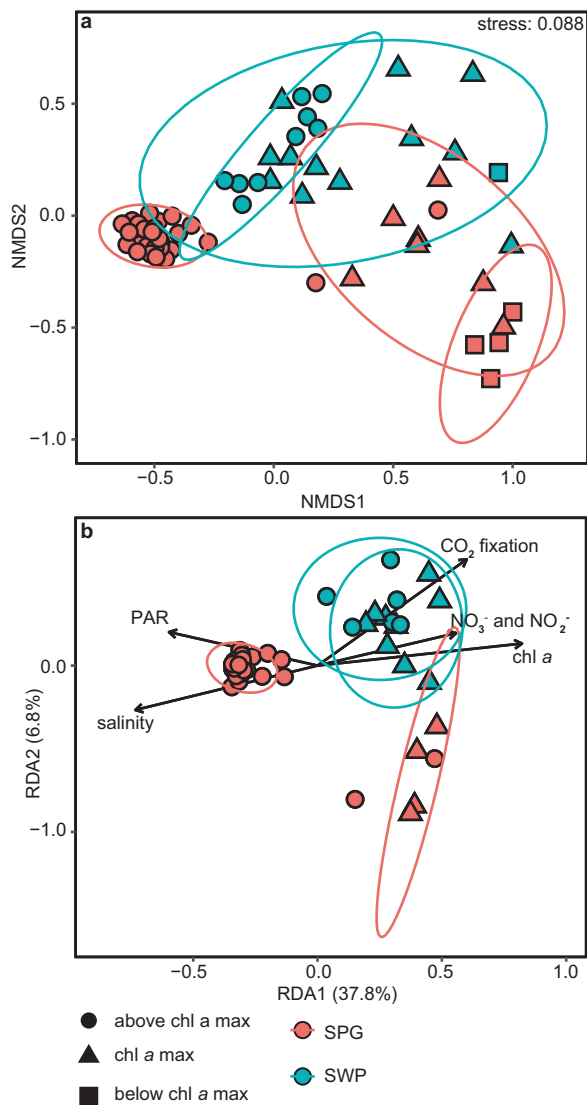 a
stress: 0.088
NMDS2
0.5
0.0
−0.5
−1.0
−0.5
0.0
0.5
1.0
NMDS1
b
CO₂ fixation
PAR
NO₃⁻ and NO₂⁻
chl a
salinity
RDA2 (6.8%)
0.0
−1.0
−0.5
0.0
0.5
1.0
RDA1 (37.8%)
above chl a max
SPG
chl a max
SWP
below chl a max